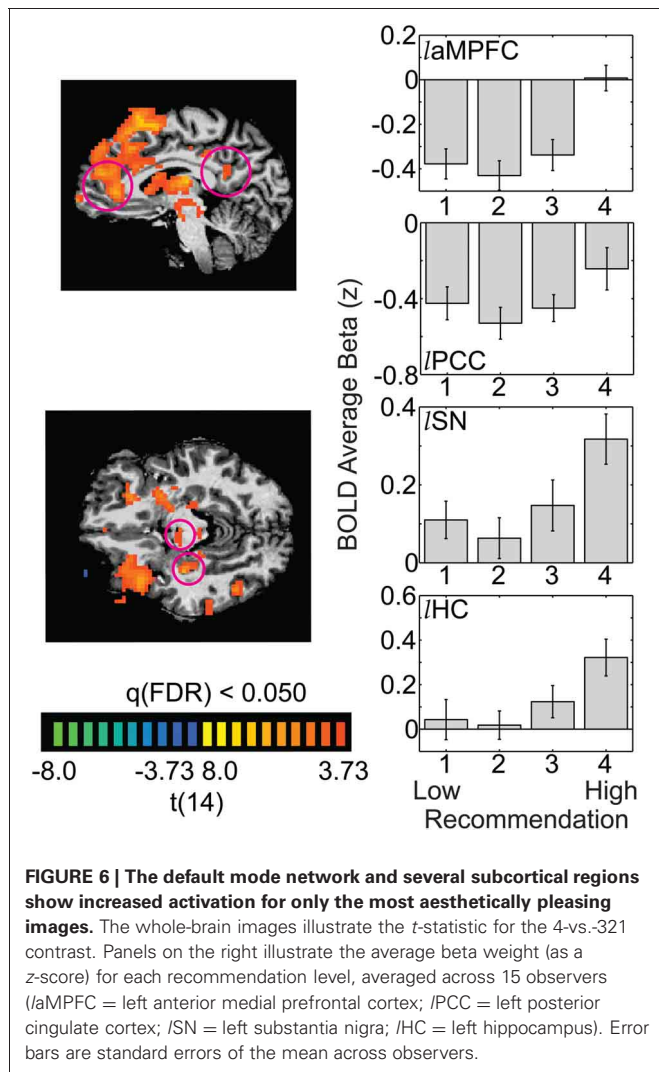 0.2
laMPFC
0
-0.2
-0.4
1 2 3 4
0
-0.4
lPCC
-0.8
1 2 3 4
0.4
lSN
0.2
0
1 2 3 4
0.6
lHC
0.4
0.2
0
1 2 3 4
Low High
Recommendation
BOLD Average Beta (z)
q(FDR) < 0.050
-8.0 -3.73 8.0 3.73
t(14)
FIGURE 6 | The default mode network and several subcortical regions
show increased activation for only the most aesthetically pleasing
images. The whole-brain images illustrate the t-statistic for the 4-vs.-321
contrast. Panels on the right illustrate the average beta weight (as a
z-score) for each recommendation level, averaged across 15 observers
(laMPFC = left anterior medial prefrontal cortex; lPCC = left posterior
cingulate cortex; lSN = left substantia nigra; lHC = left hippocampus). Error
bars are standard errors of the mean across observers.